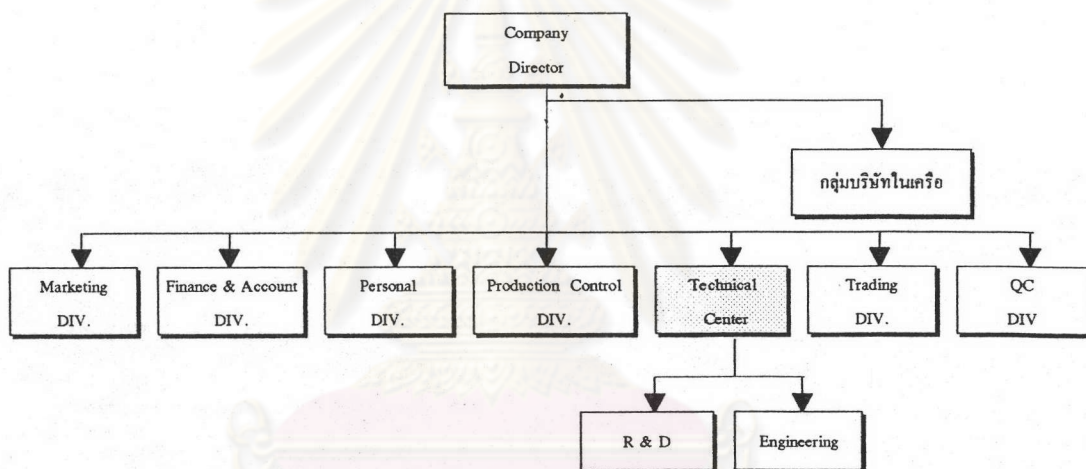 Company
Director
กลุ่มบริษัทในเครือ
Marketing
DIV.
Finance & Account
DIV.
Personal
DIV.
Production Control
DIV.
Technical
Center
Trading
DIV.
QC
DIV
R & D
Engineering